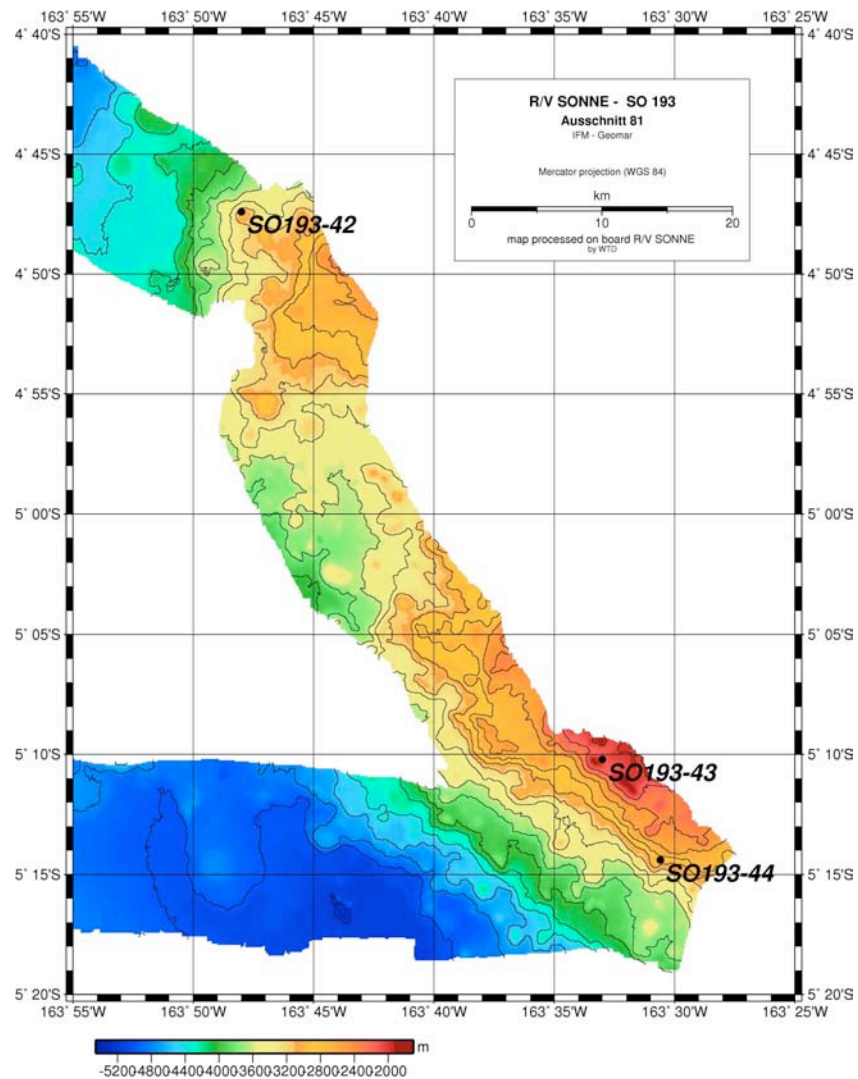 163° 55'W 163° 50'W 163° 45'W 163° 40'W 163° 35'W 163° 30'W 163° 25'W
4° 40'S 4° 40'S
R/V SONNE - SO 193
Ausschnitt 81
IFM - Geomar
4° 45'S 4° 45'S
Mercator projection (WGS 84)
km
0 10 20
SO193-42
map processed on board R/V SONNE
by WTD
4° 50'S 4° 50'S
4° 55'S 4° 55'S
5° 00'S 5° 00'S
5° 05'S 5° 05'S
5° 10'S 5° 10'S
SO193-43
5° 15'S 5° 15'S
SO193-44
5° 20'S 5° 20'S
163° 55'W 163° 50'W 163° 45'W 163° 40'W 163° 35'W 163° 30'W 163° 25'W
m
-5200-4800-4400-4000-3600-3200-2800-2400-2000